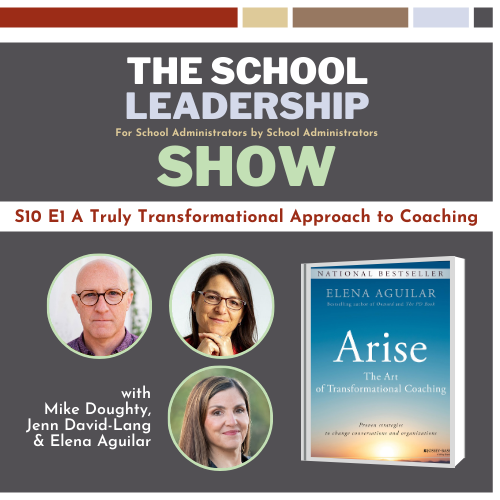 THE SCHOOL
LEADERSHIP
For School Administrators by School Administrators
SHOW
S10 E1 A Truly Transformational Approach to Coaching
with
Mike Doughty,
Jenn David-Lang
& Elena Aguilar
NATIONAL BESTSELLER
ELENA AGUILAR
Bestselling author of Onward and The PD Book
Arise
The Art
of Transformational Coaching
Proven strategies
to change conversations and organizations